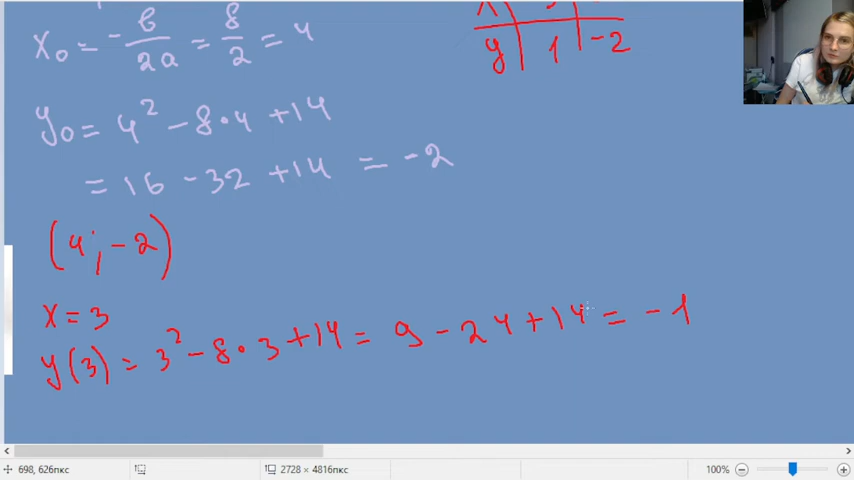 x₀ = -в/2a = 8/2 = 4
y | 1 | -2
y₀ = 4² - 8·4 + 14
= 16 - 32 + 14 = -2
(4; -2)
x = 3
y(3) = 3² - 8·3 + 14 = 9 - 24 + 14 = -1
698, 626пкс
2728 × 4816пкс
100%